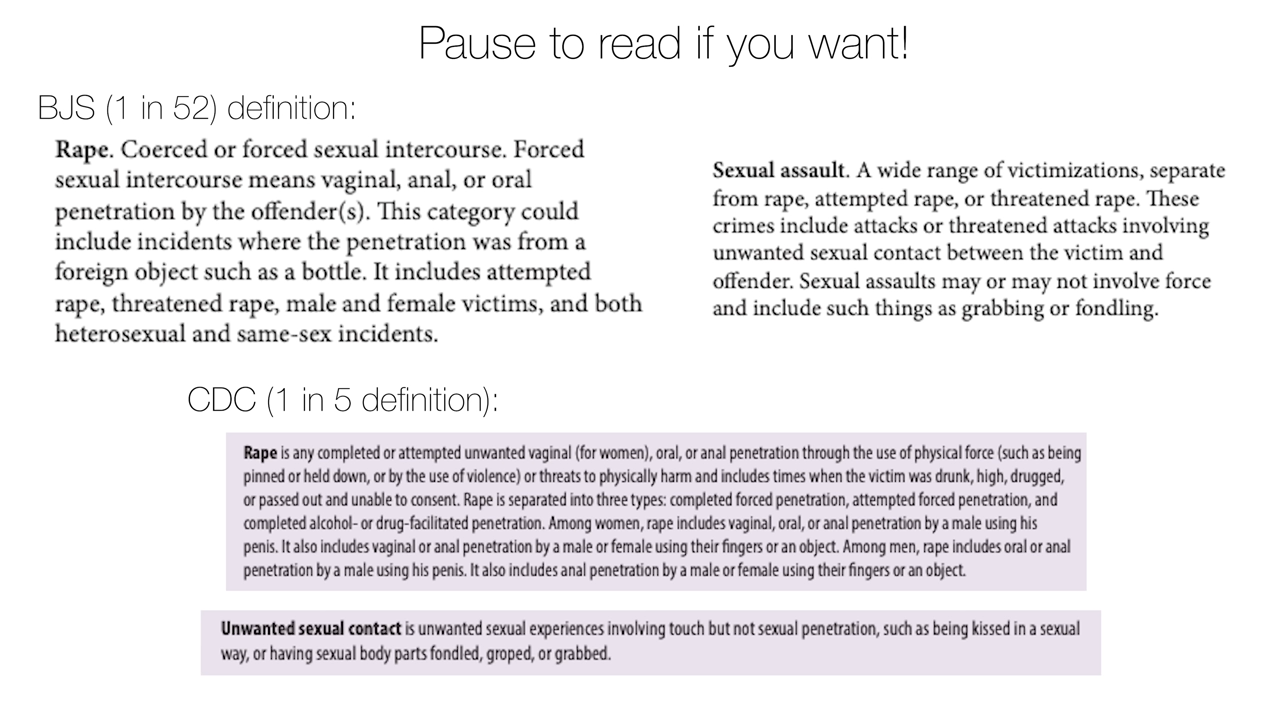 Pause to read if you want!
BJS (1 in 52) definition:
Rape. Coerced or forced sexual intercourse. Forced
sexual intercourse means vaginal, anal, or oral
penetration by the offender(s). This category could
include incidents where the penetration was from a
foreign object such as a bottle. It includes attempted
rape, threatened rape, male and female victims, and both
heterosexual and same-sex incidents.
Sexual assault. A wide range of victimizations, separate
from rape, attempted rape, or threatened rape. These
crimes include attacks or threatened attacks involving
unwanted sexual contact between the victim and
offender. Sexual assaults may or may not involve force
and include such things as grabbing or fondling.
CDC (1 in 5 definition):
Rape is any completed or attempted unwanted vaginal (for women), oral, or anal penetration through the use of physical force (such as being
pinned or held down, or by the use of violence) or threats to physically harm and includes times when the victim was drunk, high, drugged,
or passed out and unable to consent. Rape is separated into three types: completed forced penetration, attempted forced penetration, and
completed alcohol- or drug-facilitated penetration. Among women, rape includes vaginal, oral, or anal penetration by a male using his
penis. It also includes vaginal or anal penetration by a male or female using their fingers or an object. Among men, rape includes oral or anal
penetration by a male using his penis. It also includes anal penetration by a male or female using their fingers or an object.
Unwanted sexual contact is unwanted sexual experiences involving touch but not sexual penetration, such as being kissed in a sexual
way, or having sexual body parts fondled, groped, or grabbed.